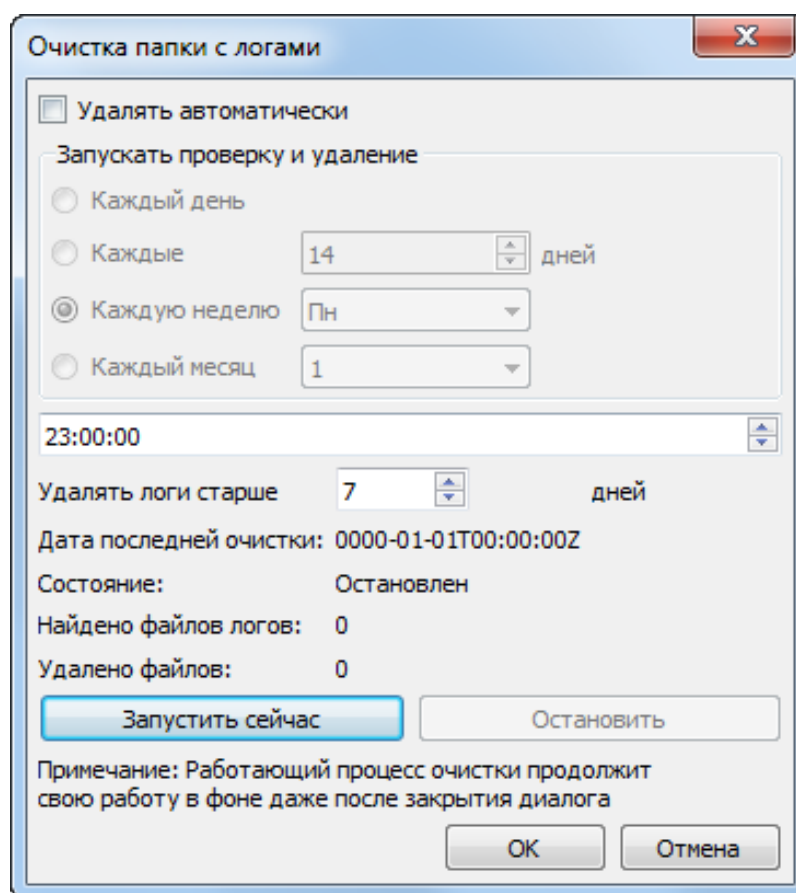 Очистка папки с логами
Удалять автоматически
Запускать проверку и удаление
Каждый день
Каждые 14 дней
Каждую неделю Пн
Каждый месяц 1
23:00:00
Удалять логи старше 7 дней
Дата последней очистки: 0000-01-01T00:00:00Z
Состояние: Остановлен
Найдено файлов логов: 0
Удалено файлов: 0
Запустить сейчас Остановить
Примечание: Работающий процесс очистки продолжит
свою работу в фоне даже после закрытия диалога
ОК Отмена